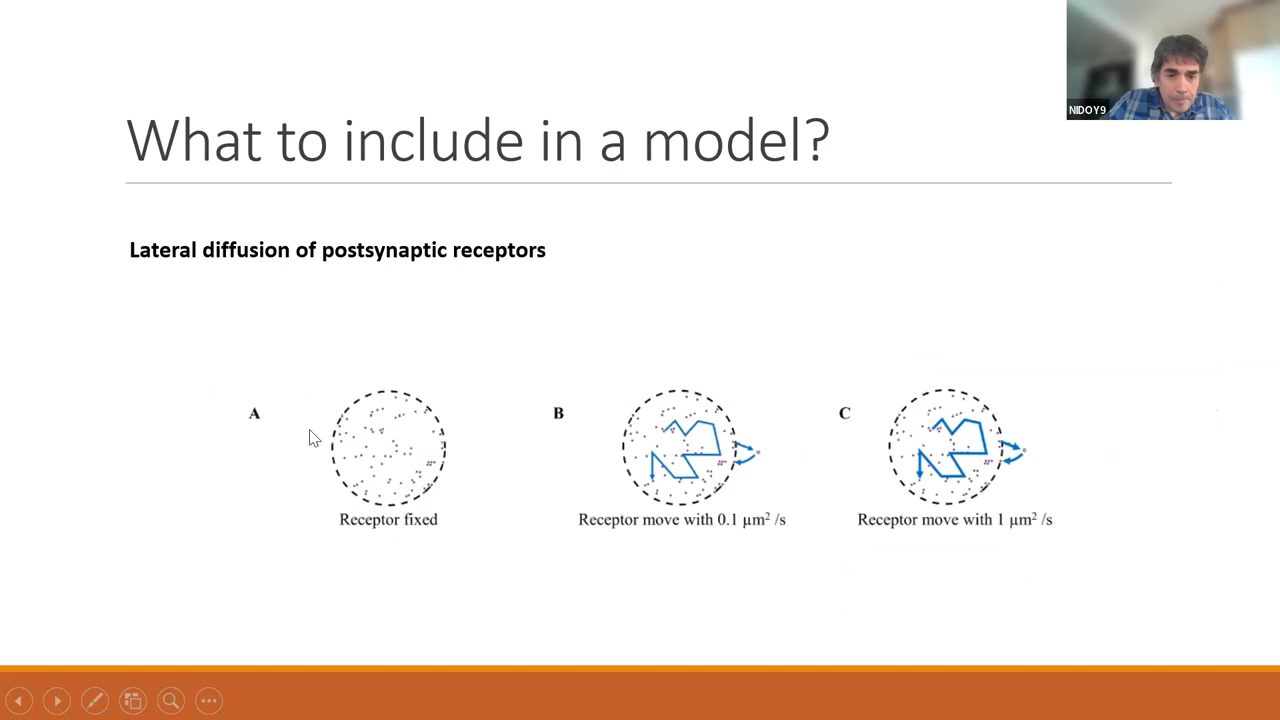 NIDOY9
What to include in a model?
Lateral diffusion of postsynaptic receptors
A
B
C
Receptor fixed
Receptor move with 0.1 µm² /s
Receptor move with 1 µm² /s